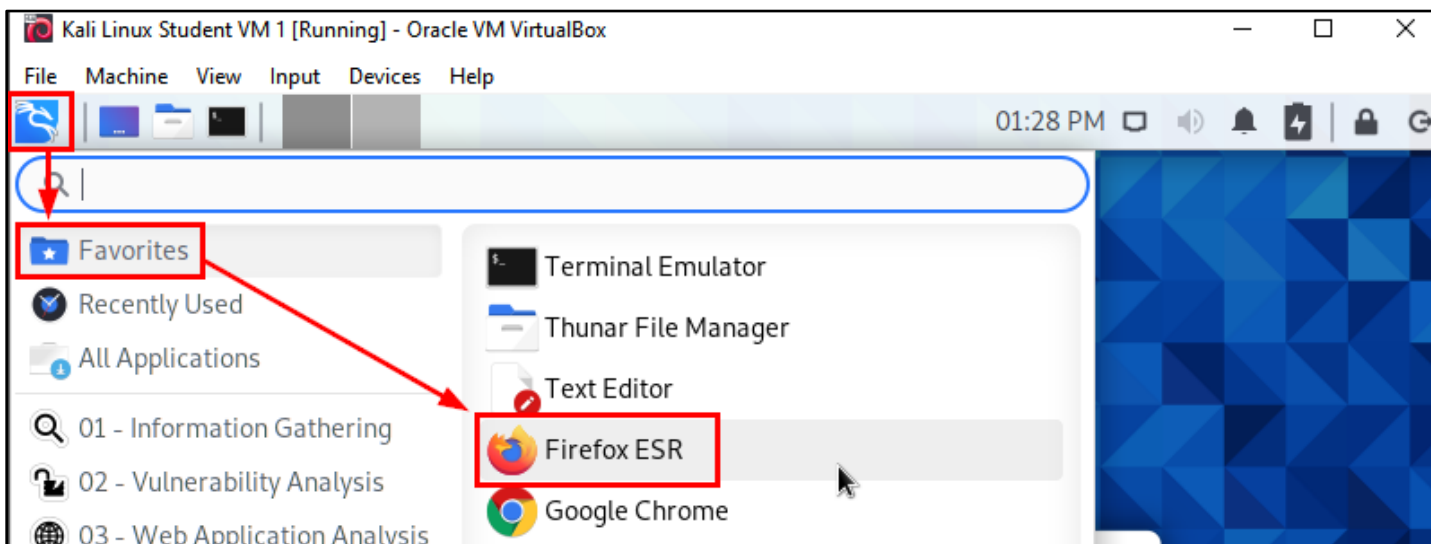 Kali Linux Student VM 1 [Running] - Oracle VM VirtualBox
File Machine View Input Devices Help
01:28 PM
Favorites
Recently Used
All Applications
01 - Information Gathering
02 - Vulnerability Analysis
03 - Web Application Analysis
Terminal Emulator
Thunar File Manager
Text Editor
Firefox ESR
Google Chrome